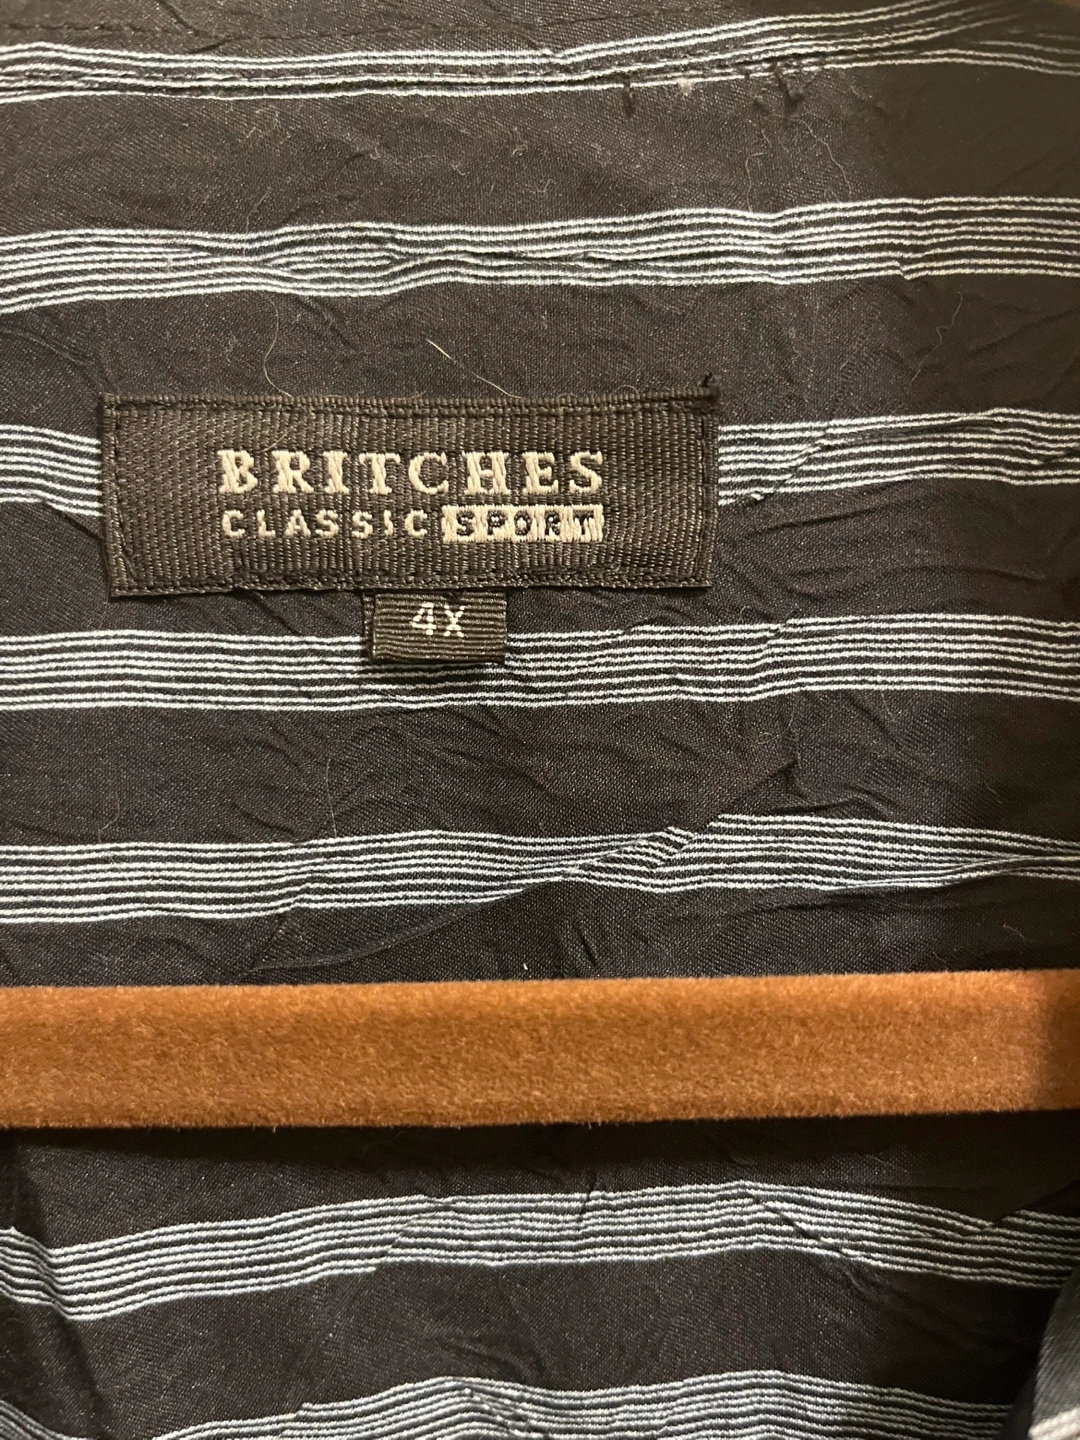 BRITCHES
CLASSIC SPORT
4X